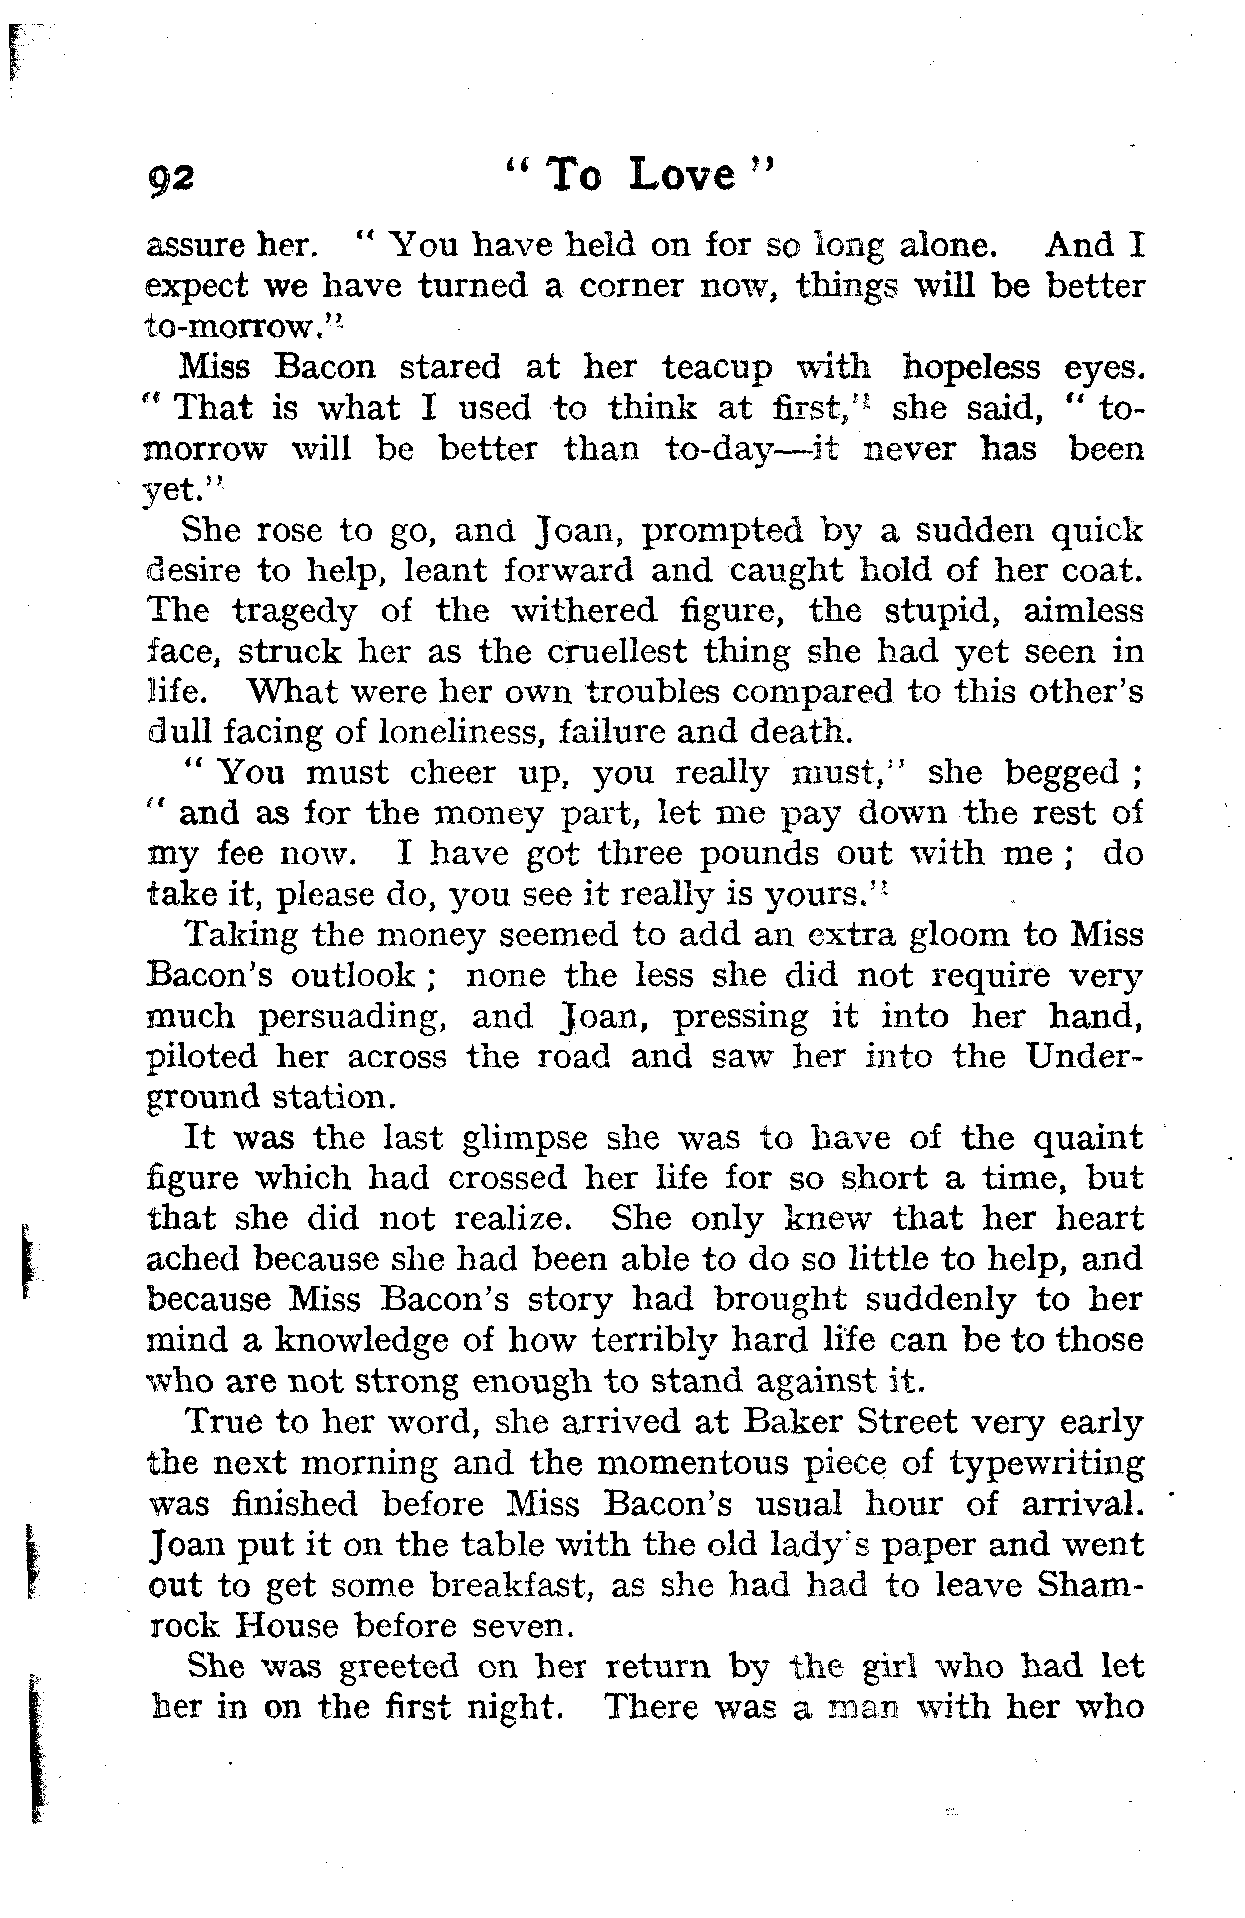 92 " To Love "
assure her. " You have held on for so long alone. And I
expect we have turned a corner now, things will be better
to-morrow."
Miss Bacon stared at her teacup with hopeless eyes.
" That is what I used to think at first," she said, " to-
morrow will be better than to-day—it never has been
yet."
She rose to go, and Joan, prompted by a sudden quick
desire to help, leant forward and caught hold of her coat.
The tragedy of the withered figure, the stupid, aimless
face, struck her as the cruellest thing she had yet seen in
life. What were her own troubles compared to this other's
dull facing of loneliness, failure and death.
" You must cheer up, you really must," she begged ;
" and as for the money part, let me pay down the rest of
my fee now. I have got three pounds out with me ; do
take it, please do, you see it really is yours."
Taking the money seemed to add an extra gloom to Miss
Bacon's outlook ; none the less she did not require very
much persuading, and Joan, pressing it into her hand,
piloted her across the road and saw her into the Under-
ground station.
It was the last glimpse she was to have of the quaint
figure which had crossed her life for so short a time, but
that she did not realize. She only knew that her heart
ached because she had been able to do so little to help, and
because Miss Bacon's story had brought suddenly to her
mind a knowledge of how terribly hard life can be to those
who are not strong enough to stand against it.
True to her word, she arrived at Baker Street very early
the next morning and the momentous piece of typewriting
was finished before Miss Bacon's usual hour of arrival.
Joan put it on the table with the old lady's paper and went
out to get some breakfast, as she had had to leave Sham-
rock House before seven.
She was greeted on her return by the girl who had let
her in on the first night. There was a man with her who